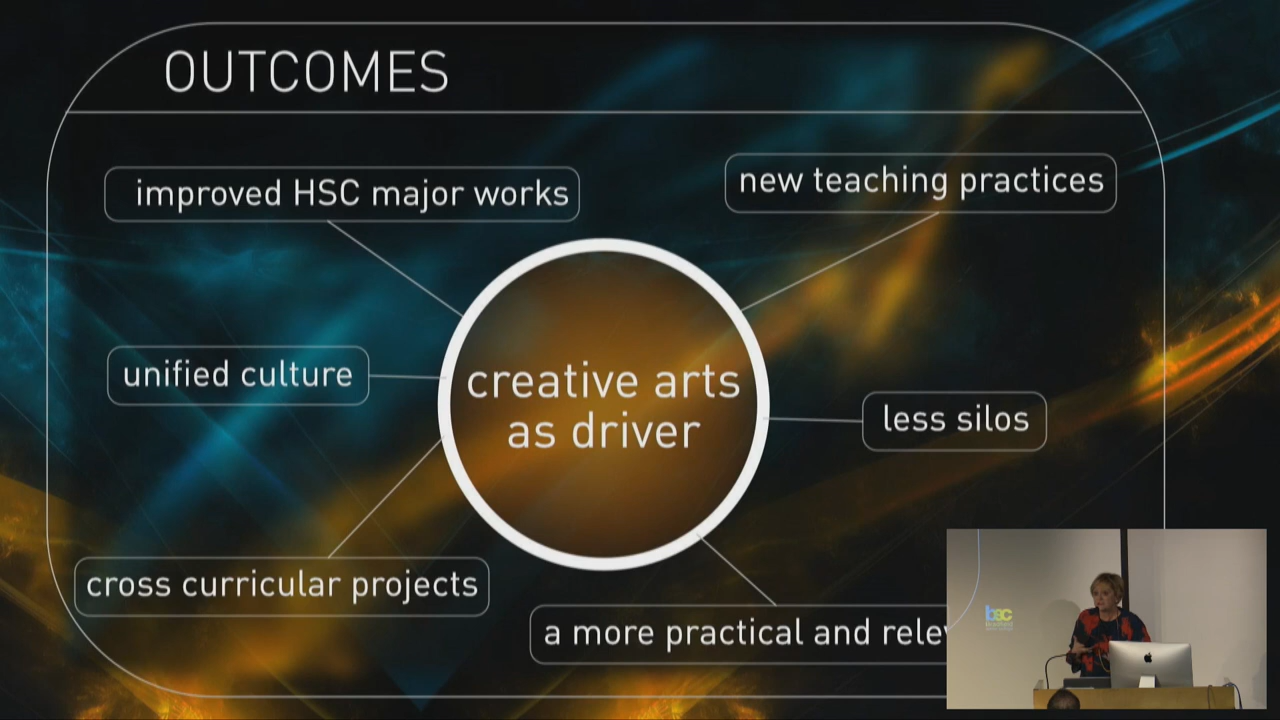 OUTCOMES
improved HSC major works
new teaching practices
creative arts
as driver
unified culture
less silos
cross curricular projects
a more practical and
bsc